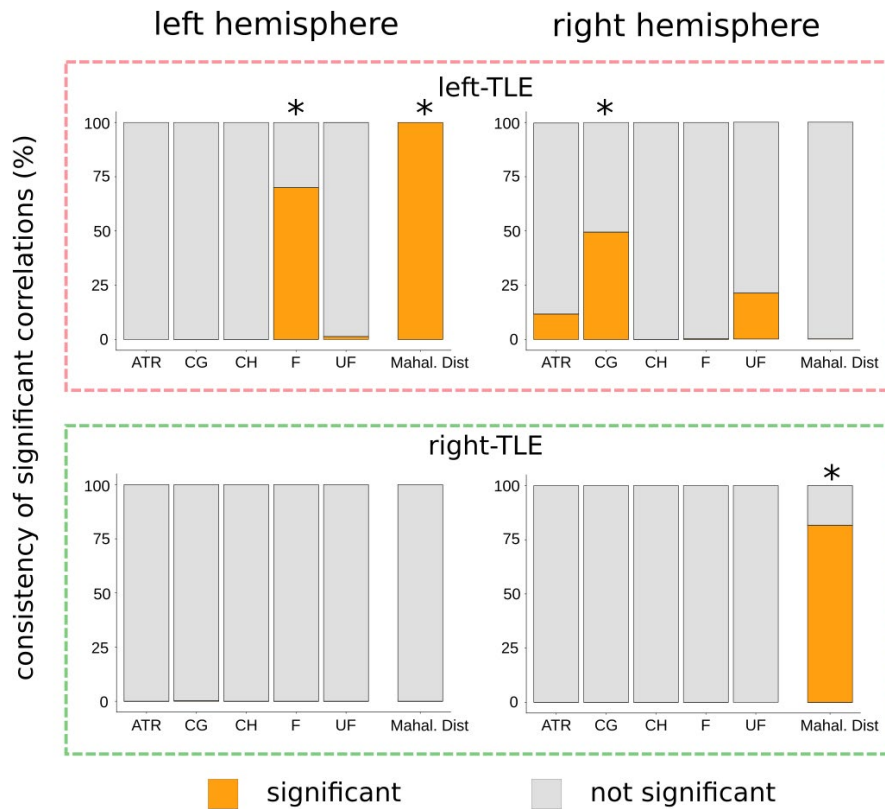 left hemisphere
right hemisphere
consistency of significant correlations (%)
left-TLE
* * *
100 100
75 75
50 50
25 25
0 0
ATR CG CH F UF Mahal. Dist ATR CG CH F UF Mahal. Dist
right-TLE
*
100 100
75 75
50 50
25 25
0 0
ATR CG CH F UF Mahal. Dist ATR CG CH F UF Mahal. Dist
significant not significant